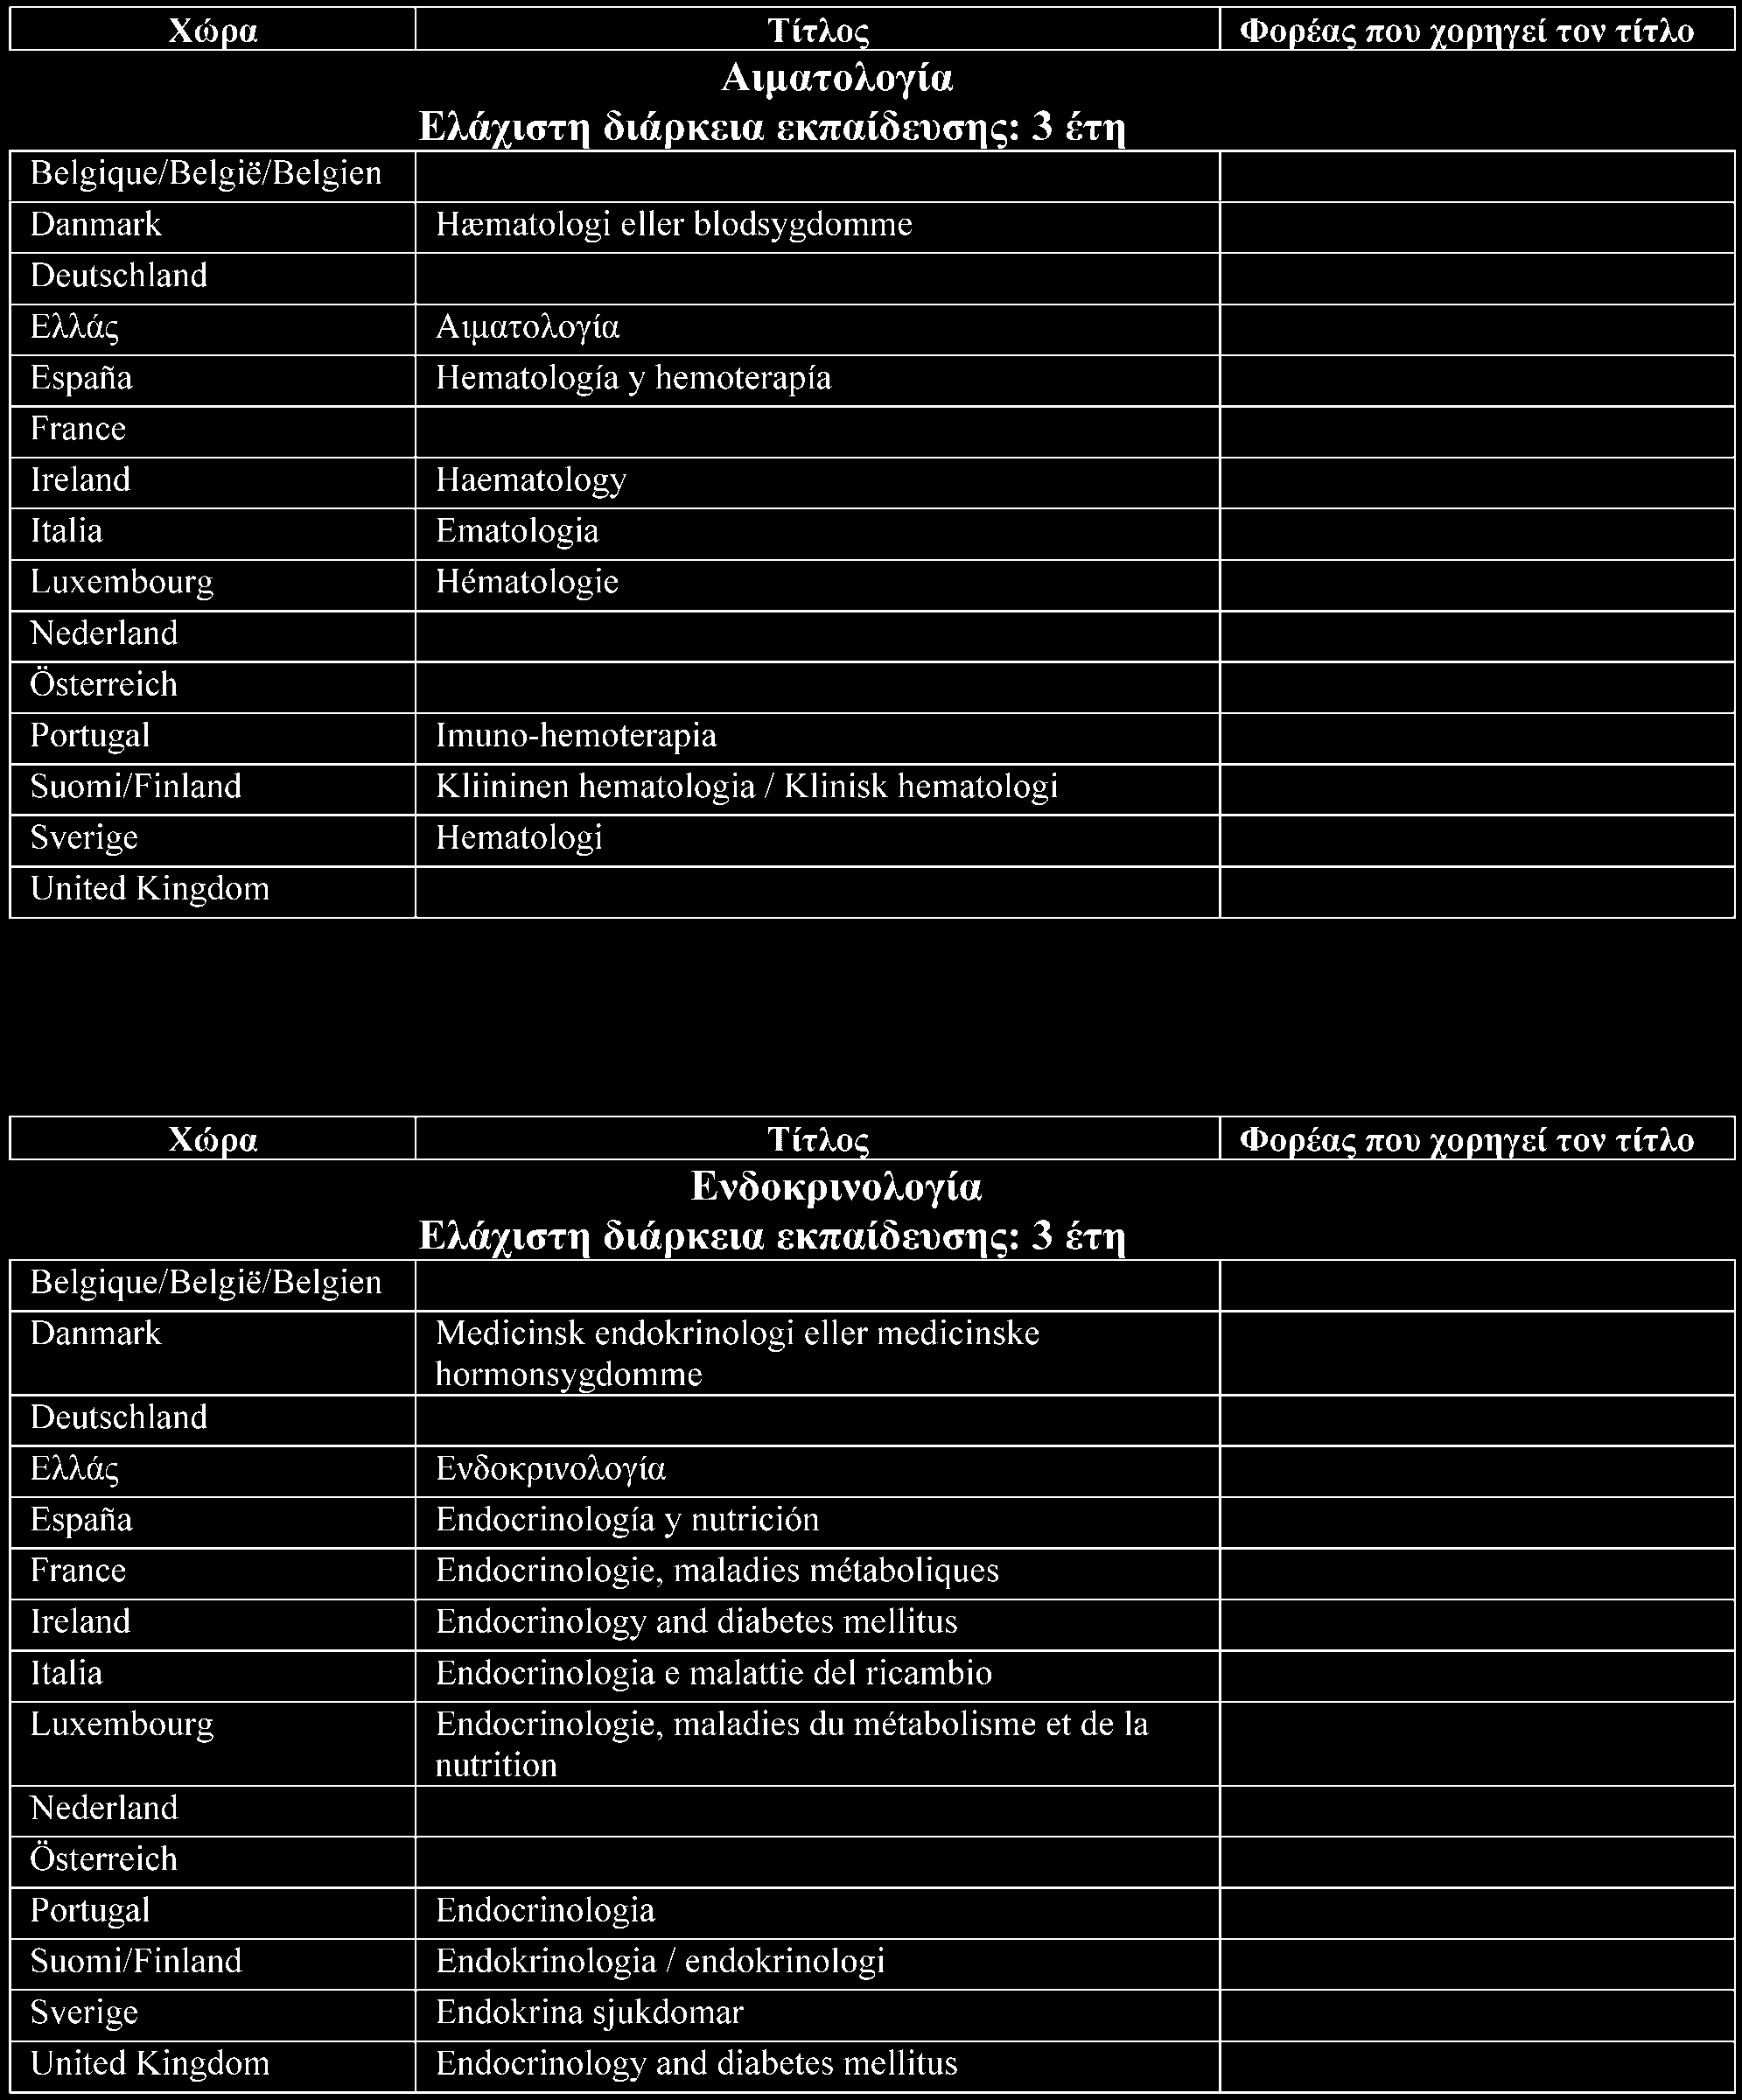 Χώρα Τίτλος Φορέας που χορηγεί τον τίτλο
Αιματολογία
Ελάχιστη διάρκεια εκπαίδευσης: 3 έτη
Belgique/België/Belgien
Danmark Hæmatologi eller blodsygdomme
Deutschland
Ελλάς Αιματολογία
España Hematología y hemoterapía
France
Ireland Haematology
Italia Ematologia
Luxembourg Hématologie
Nederland
Österreich
Portugal Imuno-hemoterapia
Suomi/Finland Kliininen hematologia / Klinisk hematologi
Sverige Hematologi
United Kingdom
Χώρα Τίτλος Φορέας που χορηγεί τον τίτλο
Ενδοκρινολογία
Ελάχιστη διάρκεια εκπαίδευσης: 3 έτη
Belgique/België/Belgien
Danmark Medicinsk endokrinologi eller medicinske
hormonsygdomme
Deutschland
Ελλάς Ενδοκρινολογία
España Endocrinología y nutrición
France Endocrinologie, maladies métaboliques
Ireland Endocrinology and diabetes mellitus
Italia Endocrinologia e malattie del ricambio
Luxembourg Endocrinologie, maladies du métabolisme et de la
nutrition
Nederland
Österreich
Portugal Endocrinologia
Suomi/Finland Endokrinologia / endokrinologi
Sverige Endokrina sjukdomar
United Kingdom Endocrinology and diabetes mellitus